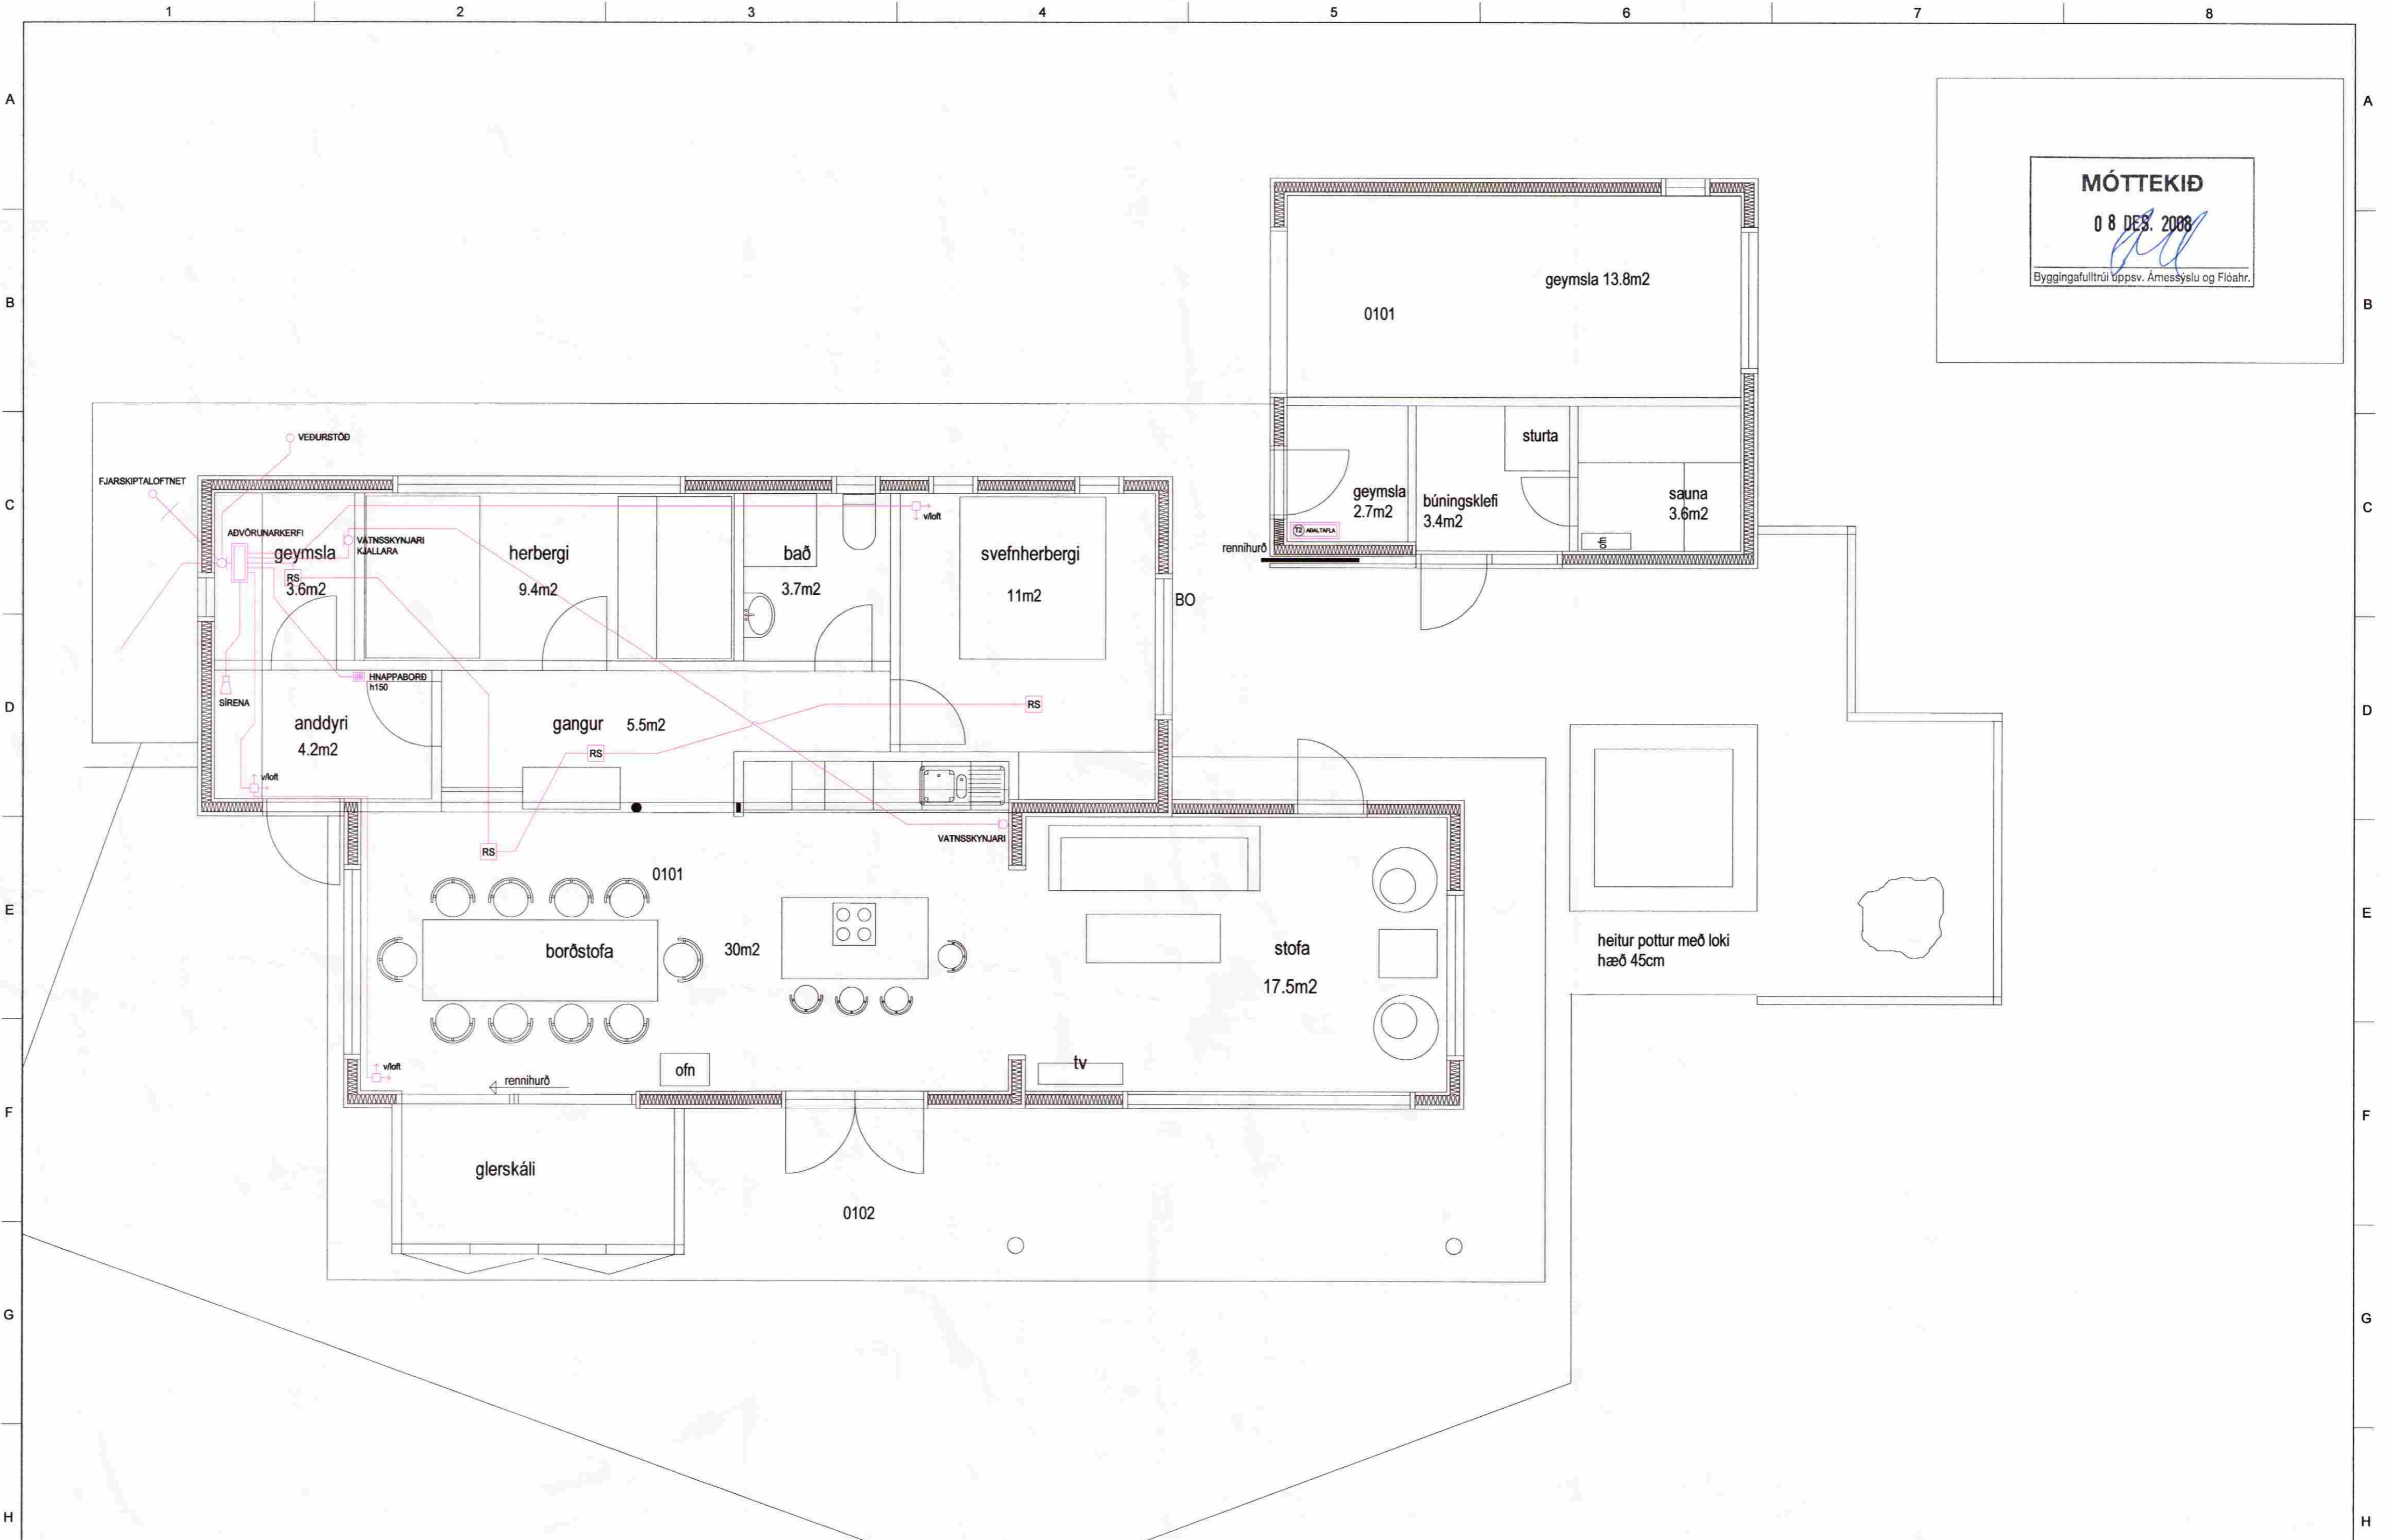 1 2 3 4 5 6 7 8
A A
MÓTTEKIÐ
0 8 DES. 2008
Byggingafulltrúi uppsv. Árnessýslu og Flóahr.
B B
geymsla 13.8m2
0101
sturta
geymsla
2.7m2
búningsklefi
3.4m2
sauna
3.6m2
ofn
T2 AÐALTAFLA
rennihurð
C C
VEÐURSTÖÐ
FJARSKIPTALOFTNET
AÐVÖRUNARKERFI
geymsla
RS
3.6m2
VATNSSKYNJARI
KJALLARA
herbergi
9.4m2
bað
3.7m2
v/loft
svefnherbergi
11m2
BO
HNAPPABORÐ
h150
SÍRENA
D D
anddyri
4.2m2
v/loft
gangur 5.5m2
RS
RS
RS
VATNSSKYNJARI
0101
E E
borðstofa
30m2
stofa
17.5m2
heitur pottur með loki
hæð 45cm
v/loft
rennihurð
ofn
tv
F F
glerskáli
0102
G G
H H